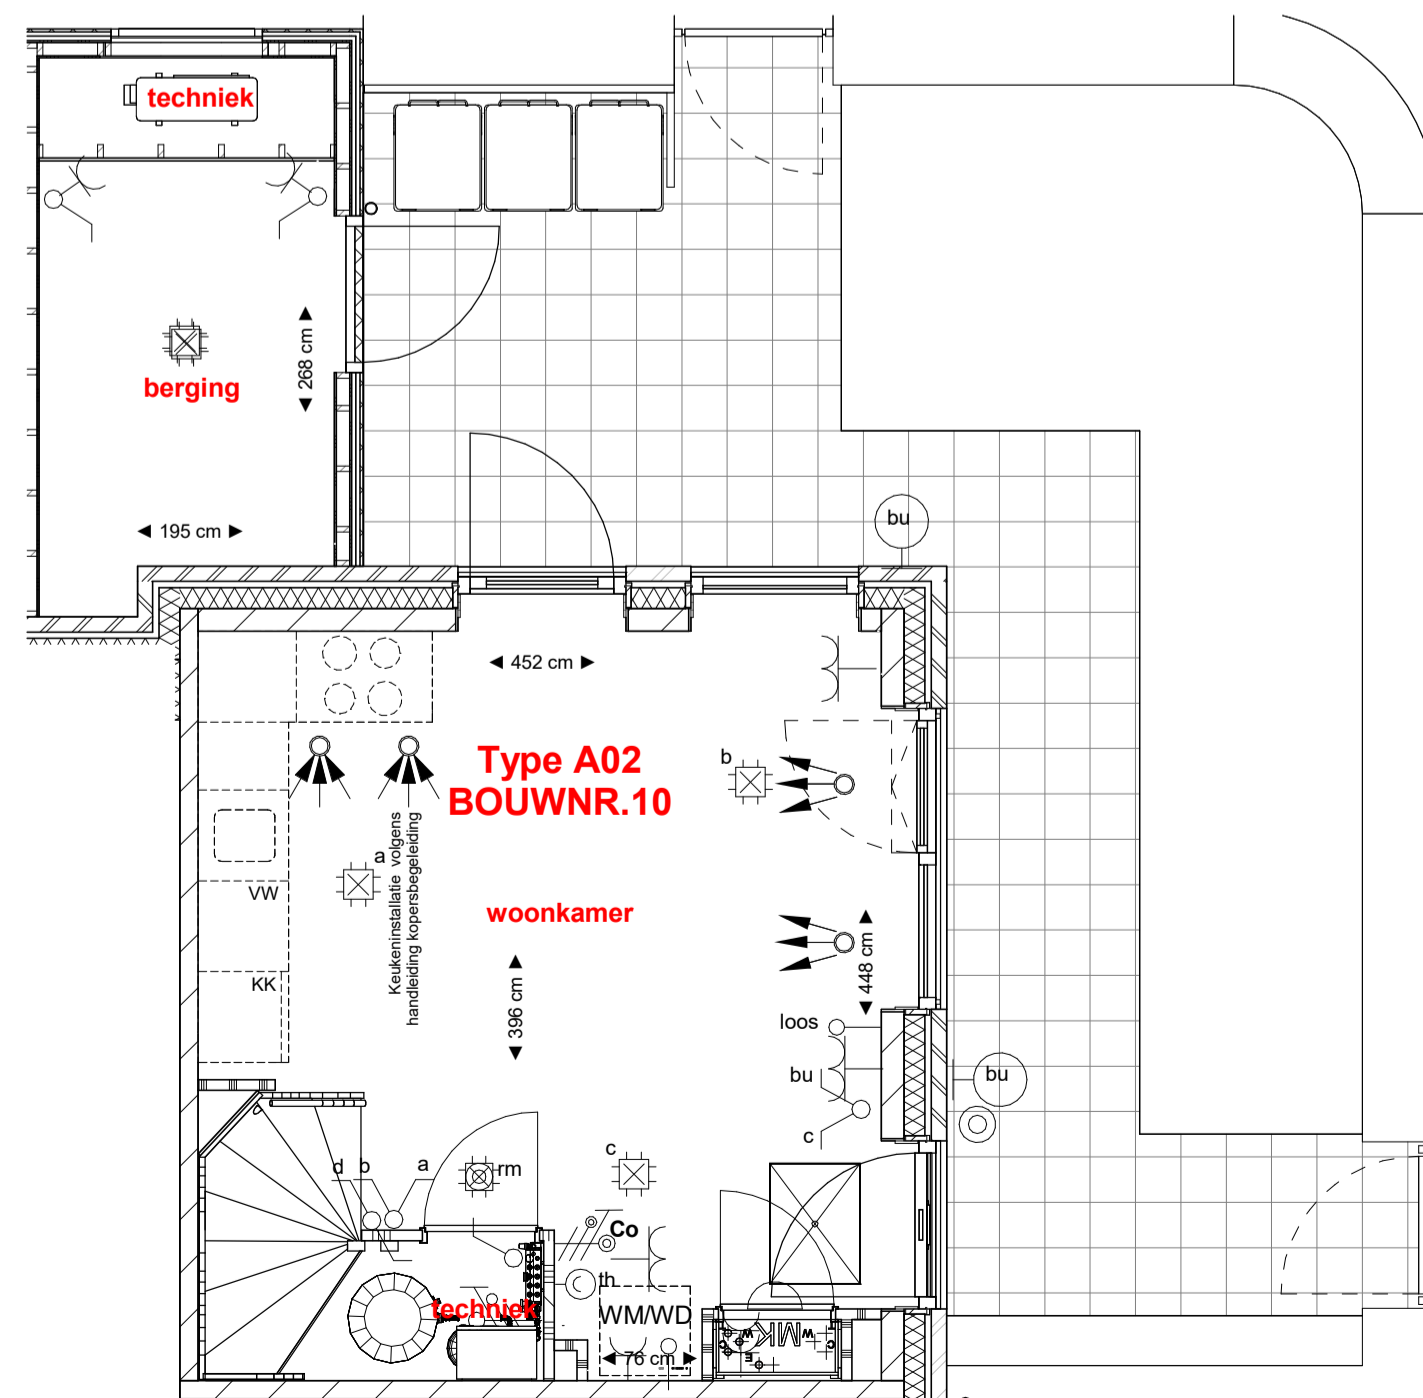 techniek
268 cm
berging
195 cm
bu
452 cm
Type A02
BOUWNR.10
b
a
Keukeninstallatie volgens
handleiding kopersbegeleiding
VW
woonkamer
448 cm
KK
396 cm
loos
bu
bu
c
d b a
rm
c
Co
th
techniek
WM/WD
MK
76 cm